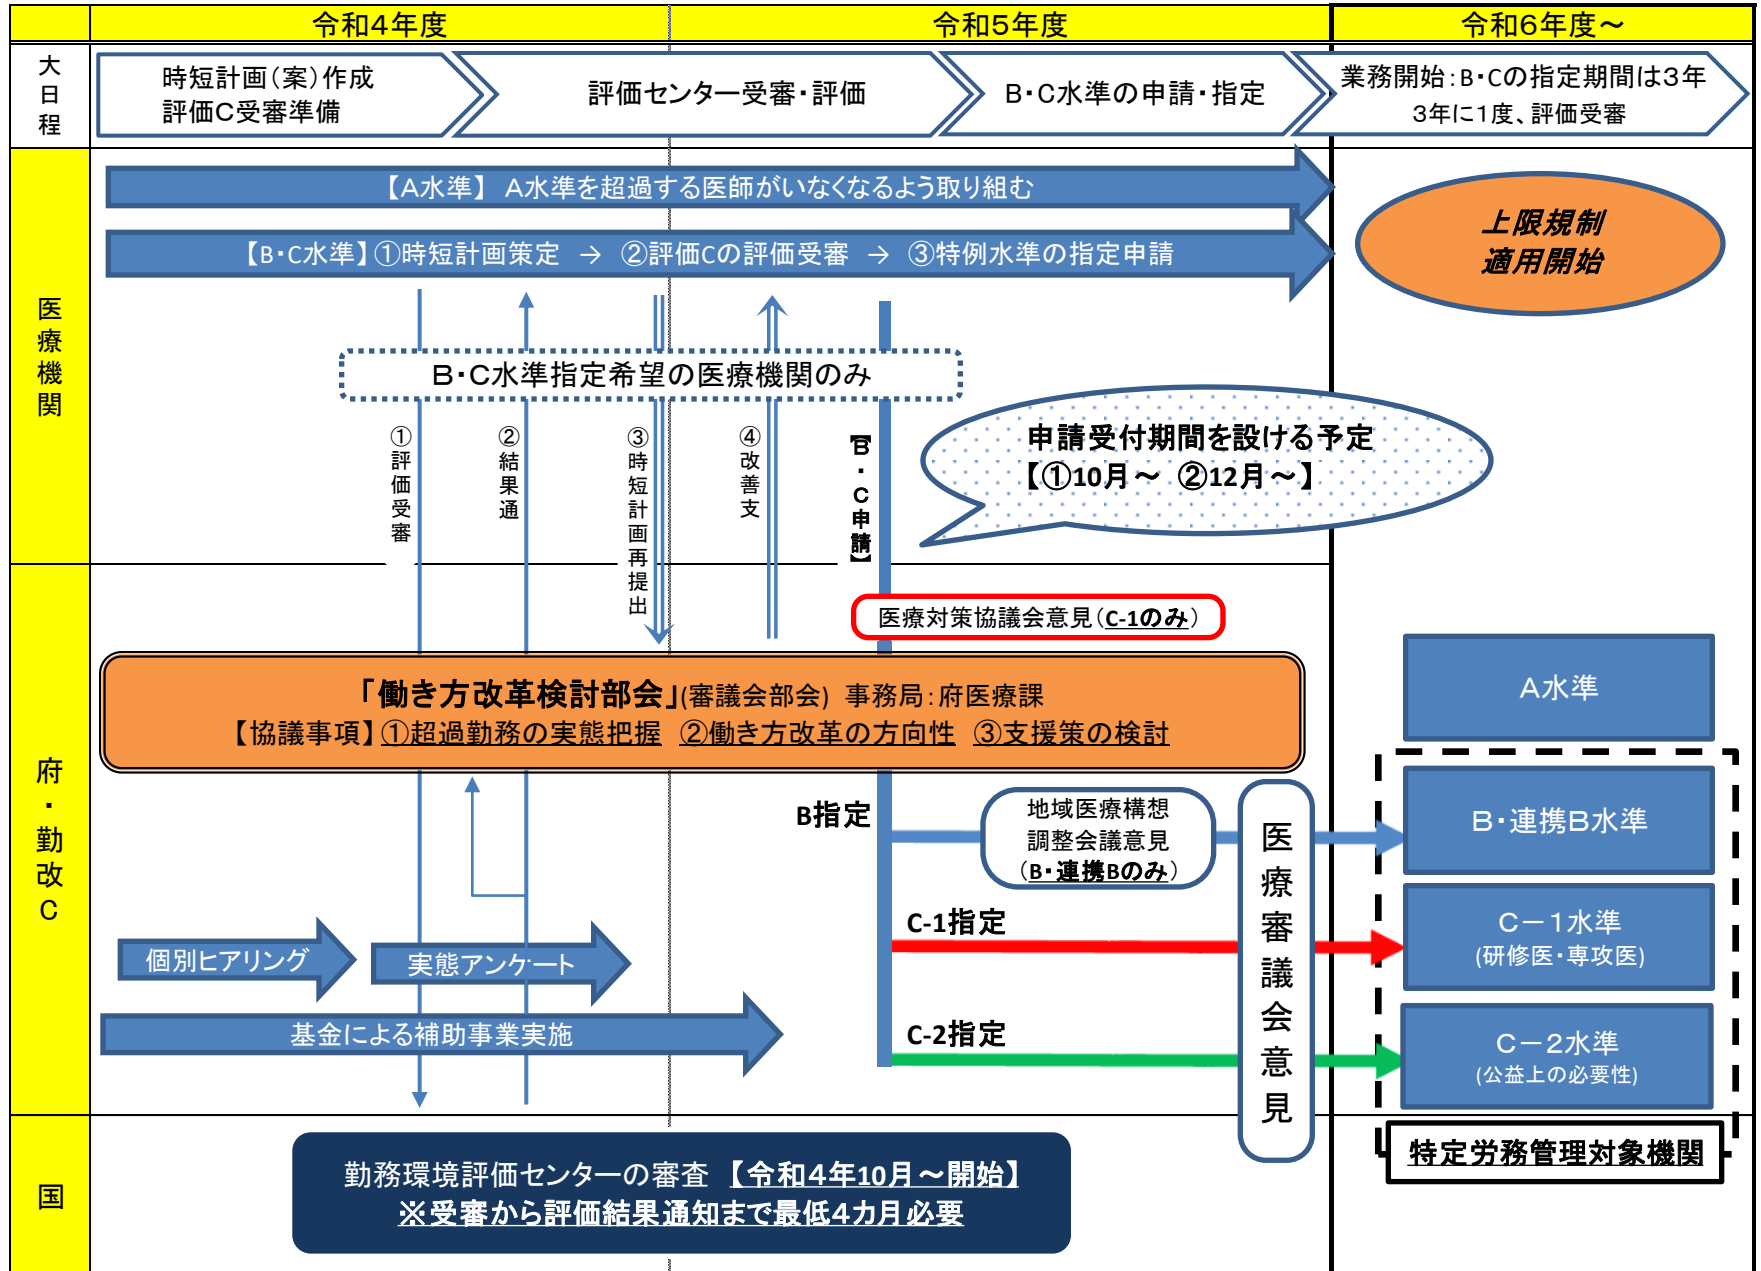 令和4年度
令和5年度
令和6年度～
大日程
時短計画（案）作成
評価C受審準備
評価センター受審・評価
B・C水準の申請・指定
業務開始：B・Cの指定期間は3年
3年に1度、評価受審
医療機関
【A水準】 A水準を超過する医師がいなくなるよう取り組む
【B・C水準】①時短計画策定 → ②評価Cの評価受審 → ③特例水準の指定申請
上限規制
適用開始
B・C水準指定希望の医療機関のみ
①評価受審
②結果通
③時短計画再提出
④改善支
【B・C申請】
申請受付期間を設ける予定
【①10月～ ②12月～】
府・勤改C
医療対策協議会意見（C-1のみ）
「働き方改革検討部会」(審議会部会) 事務局：府医療課
【協議事項】①超過勤務の実態把握 ②働き方改革の方向性 ③支援策の検討
A水準
B指定
地域医療構想
調整会議意見
（B・連携Bのみ）
医療審議会意見
B・連携B水準
C-1指定
C－1水準
(研修医・専攻医)
個別ヒアリング
実態アンケート
基金による補助事業実施
C-2指定
C－2水準
(公益上の必要性)
特定労務管理対象機関
国
勤務環境評価センターの審査 【令和4年10月～開始】
※受審から評価結果通知まで最低4カ月必要